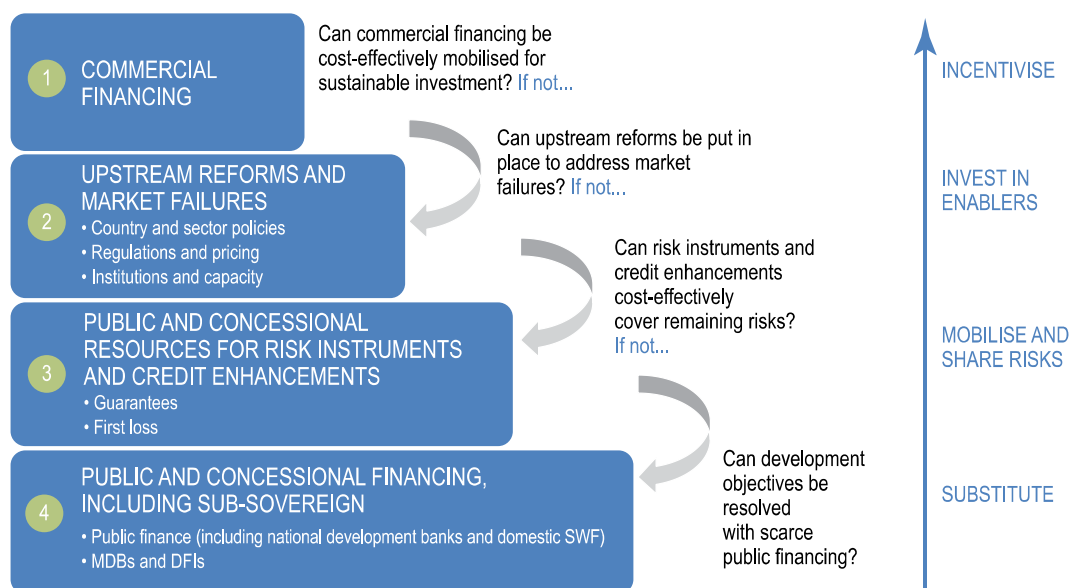 1
COMMERCIAL
FINANCING
Can commercial financing be
cost-effectively mobilised for
sustainable investment? If not...
INCENTIVISE
2
UPSTREAM REFORMS AND
MARKET FAILURES
• Country and sector policies
• Regulations and pricing
• Institutions and capacity
Can upstream reforms be put in
place to address market
failures? If not...
INVEST IN
ENABLERS
3
PUBLIC AND CONCESSIONAL
RESOURCES FOR RISK INSTRUMENTS
AND CREDIT ENHANCEMENTS
• Guarantees
• First loss
Can risk instruments and
credit enhancements
cost-effectively
cover remaining risks?
If not...
MOBILISE AND
SHARE RISKS
4
PUBLIC AND CONCESSIONAL FINANCING,
INCLUDING SUB-SOVEREIGN
• Public finance (including national development banks and domestic SWF)
• MDBs and DFIs
Can development
objectives be
resolved
with scarce
public financing?
SUBSTITUTE